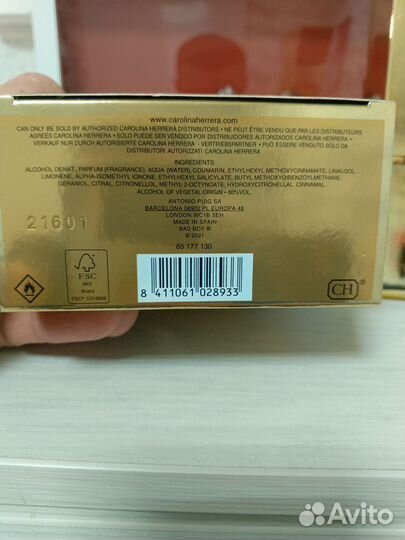 www.carolinaherrera.com
CAN ONLY BE SOLD BY AUTHORIZED CAROLINA HERRERA DISTRIBUTORS • NE PEUT ÊTRE VENDU QUE PAR LES DISTRIBUTEURS
AGRÉÉS CAROLINA HERRERA • SÓLO PUEDE SER VENDIDO POR DISTRIBUIDORES AUTORIZADOS CAROLINA HERRERA •
VERKAUF NUR DURCH AUTORISIERTE CAROLINA HERRERA - VERTRIEBSPARTNER • PUÒ ESSERE VENDUTO SOLO DA
DISTRIBUTORI AUTORIZZATI CAROLINA HERRERA
INGREDIENTS:
ALCOHOL DENAT., PARFUM (FRAGRANCE), AQUA (WATER), COUMARIN, ETHYLHEXYL METHOXYCINNAMATE, LINALOOL,
LIMONENE, ALPHA-ISOMETHYL IONONE, ETHYLHEXYL SALICYLATE, BUTYL METHOXYDIBENZOYLMETHANE,
GERANIOL, CITRAL, CITRONELLOL, METHYL 2-OCTYNOATE, HYDROXYCITRONELLAL, CINNAMAL
ALCOHOL OF VEGETAL ORIGIN • 80%VOL
ANTONIO PUIG SA
BARCELONA 08902 PL EUROPA 46
LONDON WC1B 5EH
MADE IN SPAIN
BAD BOY ®
© 2021
21601
65 177 130
FSC
MIX
Board
8 411061 028933
CH ®
Avito